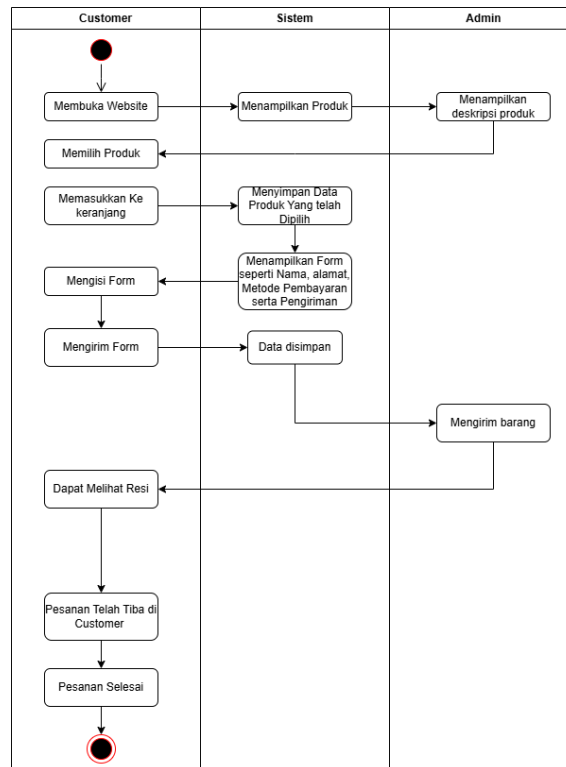 Customer
Sistem
Admin
Membuka Website
Menampilkan Produk
Menampilkan
deskripsi produk
Memilih Produk
Memasukkan Ke
keranjang
Menyimpan Data
Produk Yang telah
Dipilih
Menampilkan Form
seperti Nama, alamat,
Metode Pembayaran
serta Pengiriman
Mengisi Form
Mengirim Form
Data disimpan
Mengirim barang
Dapat Melihat Resi
Pesanan Telah Tiba di
Customer
Pesanan Selesai